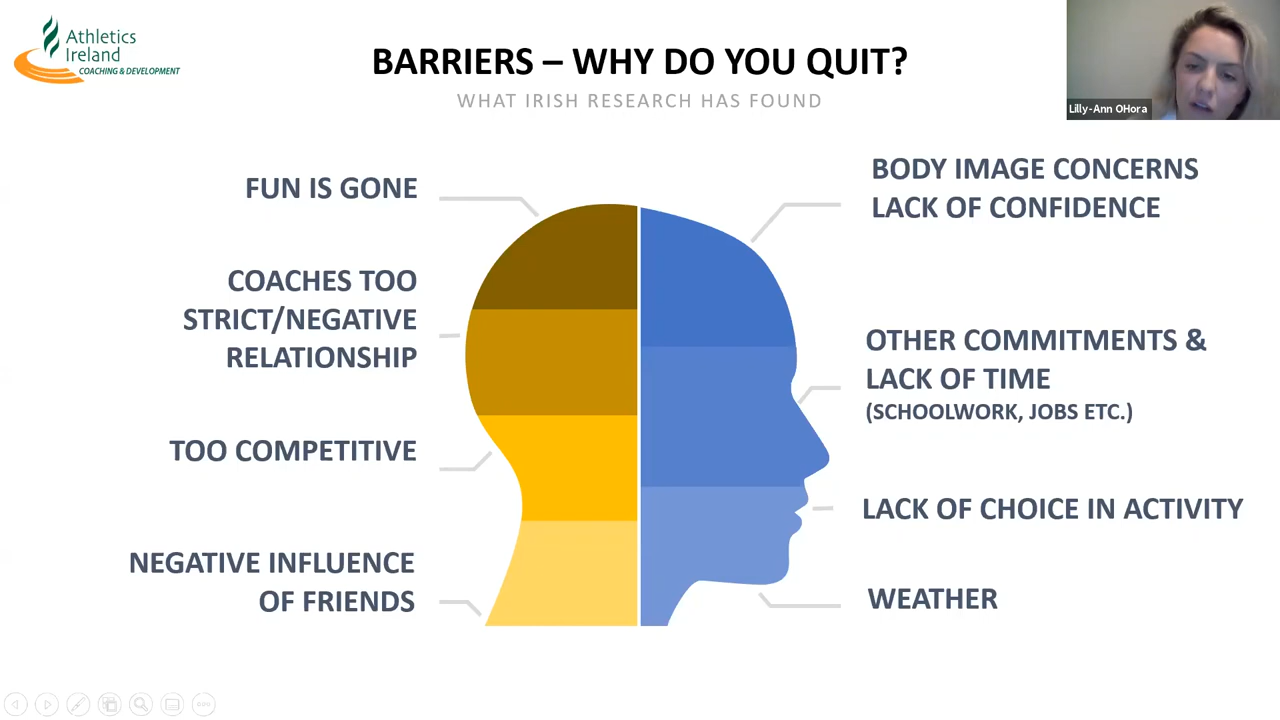 Athletics
Ireland
COACHING & DEVELOPMENT
BARRIERS – WHY DO YOU QUIT?
WHAT IRISH RESEARCH HAS FOUND
Lilly-Ann OHora
FUN IS GONE
COACHES TOO
STRICT/NEGATIVE
RELATIONSHIP
TOO COMPETITIVE
NEGATIVE INFLUENCE
OF FRIENDS
BODY IMAGE CONCERNS
LACK OF CONFIDENCE
OTHER COMMITMENTS &
LACK OF TIME
(SCHOOLWORK, JOBS ETC.)
LACK OF CHOICE IN ACTIVITY
WEATHER